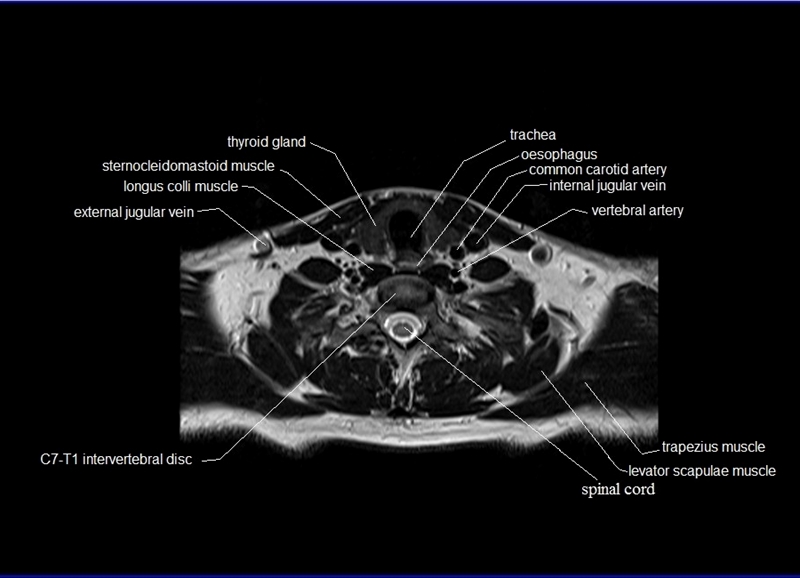 thyroid gland
sternocleidomastoid muscle
longus colli muscle
external jugular vein
trachea
oesophagus
common carotid artery
internal jugular vein
vertebral artery
C7-T1 intervertebral disc
trapezius muscle
levator scapulae muscle
spinal cord